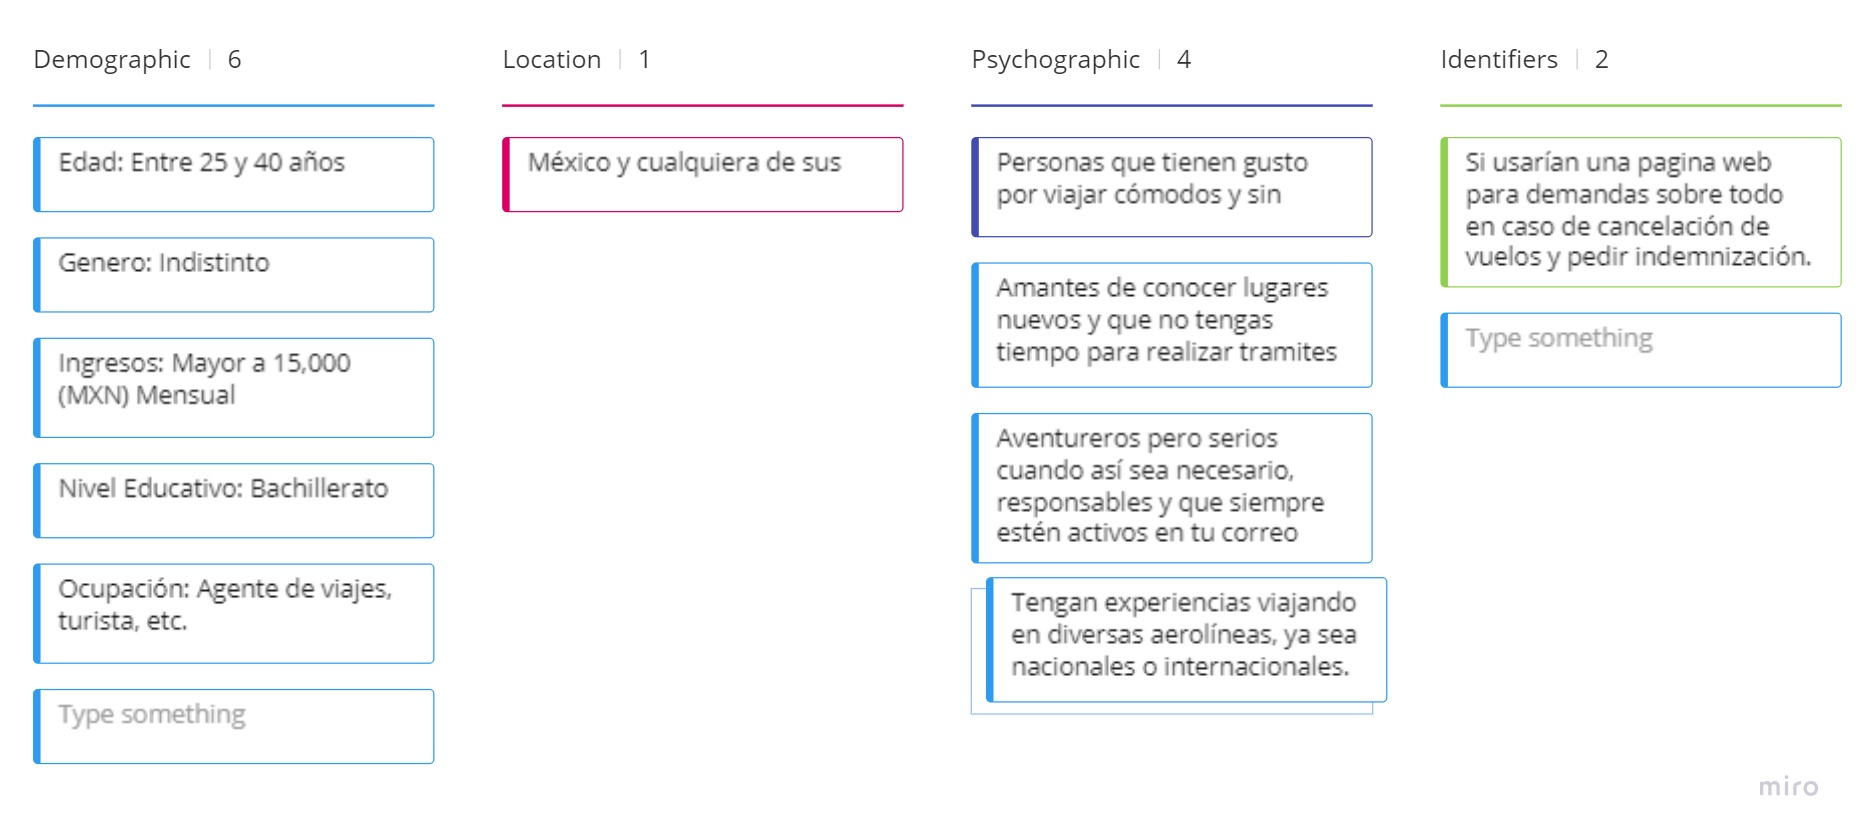 Demographic | 6
Edad: Entre 25 y 40 años
Genero: Indistinto
Ingresos: Mayor a 15,000
(MXN) Mensual
Nivel Educativo: Bachillerato
Ocupación: Agente de viajes,
turista, etc.
Type something
Location | 1
México y cualquiera de sus
Psychographic | 4
Personas que tienen gusto
por viajar cómodos y sin
Amantes de conocer lugares
nuevos y que no tengas
tiempo para realizar tramites
Aventureros pero serios
cuando así sea necesario,
responsables y que siempre
estén activos en tu correo
Tengan experiencias viajando
en diversas aerolíneas, ya sea
nacionales o internacionales.
Identifiers | 2
Si usarían una pagina web
para demandas sobre todo
en caso de cancelación de
vuelos y pedir indemnización.
Type something
miro